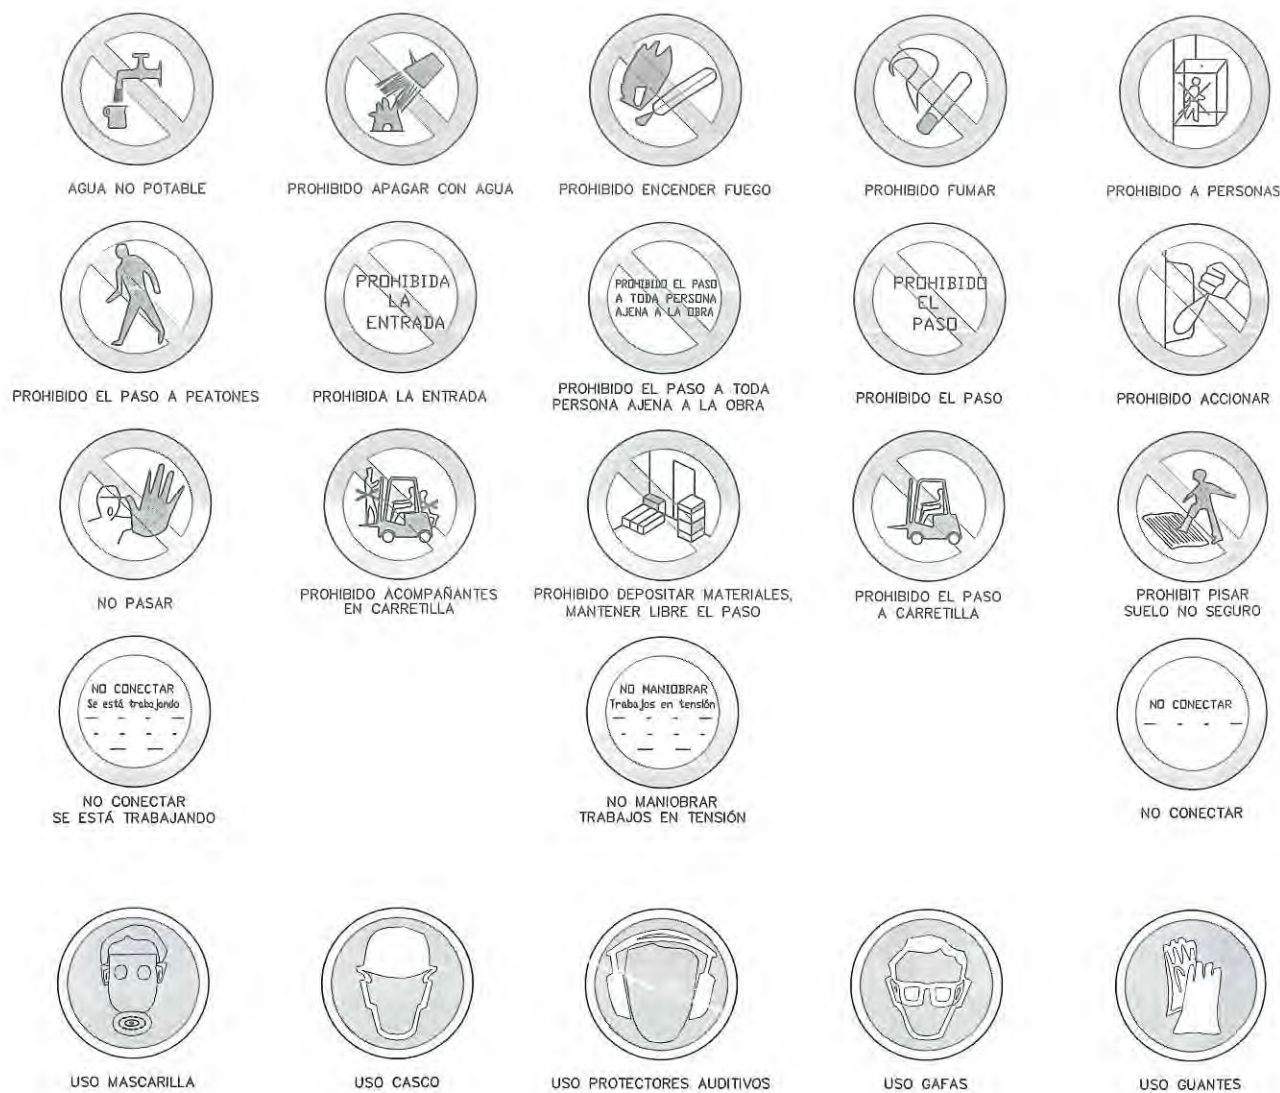 AGUA NO POTABLE
PROHIBIDO APAGAR CON AGUA
PROHIBIDO ENCENDER FUEGO
PROHIBIDO FUMAR
PROHIBIDO A PERSONAS
PROHIBIDA
LA
ENTRADA
PROHIBIDO EL PASO
A TODA PERSONA
AJENA A LA OBRA
PROHIBIDO
EL
PASO
PROHIBIDO EL PASO A PEATONES
PROHIBIDA LA ENTRADA
PROHIBIDO EL PASO A TODA
PERSONA AJENA A LA OBRA
PROHIBIDO EL PASO
PROHIBIDO ACCIONAR
NO PASAR
PROHIBIDO ACOMPAÑANTES
EN CARRETILLA
PROHIBIDO DEPOSITAR MATERIALES,
MANTENER LIBRE EL PASO
PROHIBIDO EL PASO
A CARRETILLA
PROHIBIT PISAR
SUELO NO SEGURO
NO CONECTAR
Se está trabajando
NO MANIOBRAR
Trabajos en tensión
NO CONECTAR
NO CONECTAR
SE ESTÁ TRABAJANDO
NO MANIOBRAR
TRABAJOS EN TENSIÓN
NO CONECTAR
USO MASCARILLA
USO CASCO
USO PROTECTORES AUDITIVOS
USO GAFAS
USO GUANTES